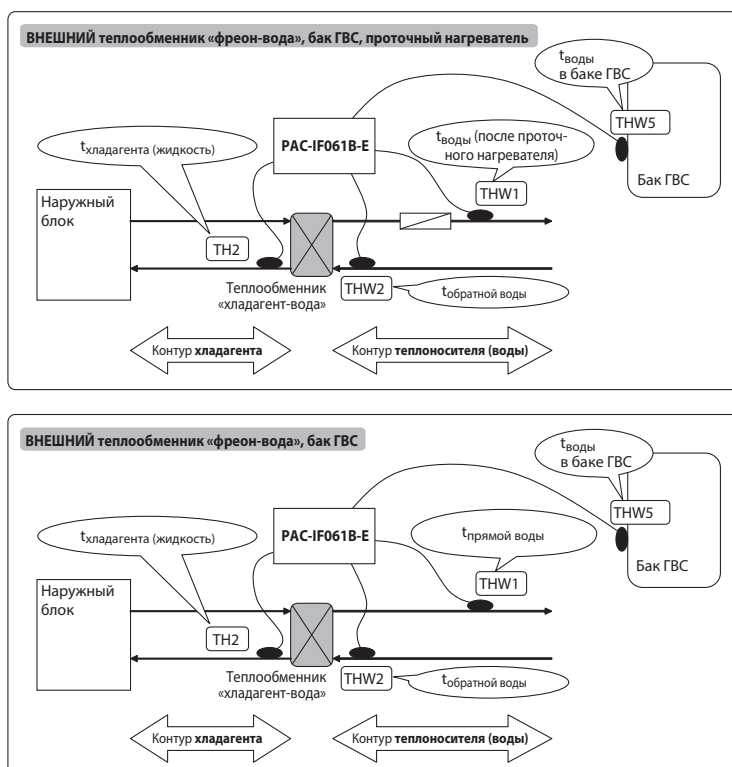 ВНЕШНИЙ теплообменник «фреон-вода», бак ГВС, проточный нагреватель
tводы
в баке ГВС
THW5
Бак ГВС
PAC-IF061B-E
tводы (после проточ-
ного нагревателя)
THW1
tхладагента (жидкость)
Наружный
блок
TH2
Теплообменник
«хладагент-вода»
THW2
tобратной воды
Контур хладагента
Контур теплоносителя (воды)
ВНЕШНИЙ теплообменник «фреон-вода», бак ГВС
tводы
в баке ГВС
THW5
Бак ГВС
PAC-IF061B-E
tпрямой воды
THW1
tхладагента (жидкость)
Наружный
блок
TH2
Теплообменник
«хладагент-вода»
THW2
tобратной воды
Контур хладагента
Контур теплоносителя (воды)